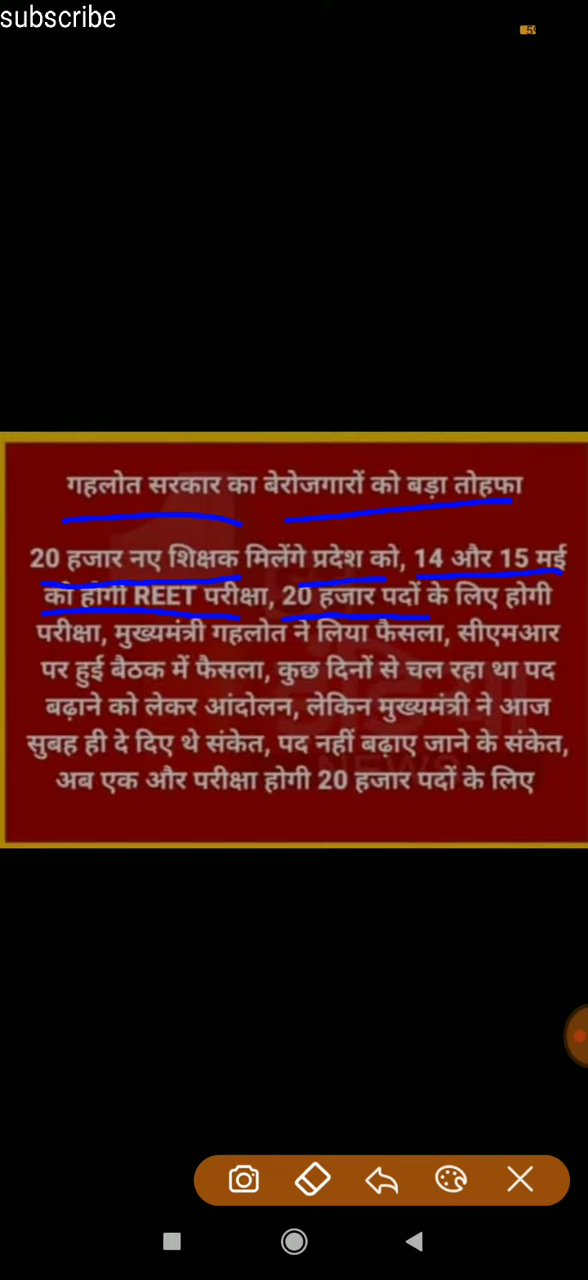 subscribe
गहलोत सरकार का बेरोजगारों को बड़ा तोहफा
20 हजार नए शिक्षक मिलेंगे प्रदेश को, 14 और 15 मई
को होगी REET परीक्षा, 20 हजार पदों के लिए होगी
परीक्षा, मुख्यमंत्री गहलोत ने लिया फैसला, सीएमआर
पर हुई बैठक में फैसला, कुछ दिनों से चल रहा था पद
बढ़ाने को लेकर आंदोलन, लेकिन मुख्यमंत्री ने आज
सुबह ही दे दिए थे संकेत, पद नहीं बढ़ाए जाने के संकेत,
अब एक और परीक्षा होगी 20 हजार पदों के लिए